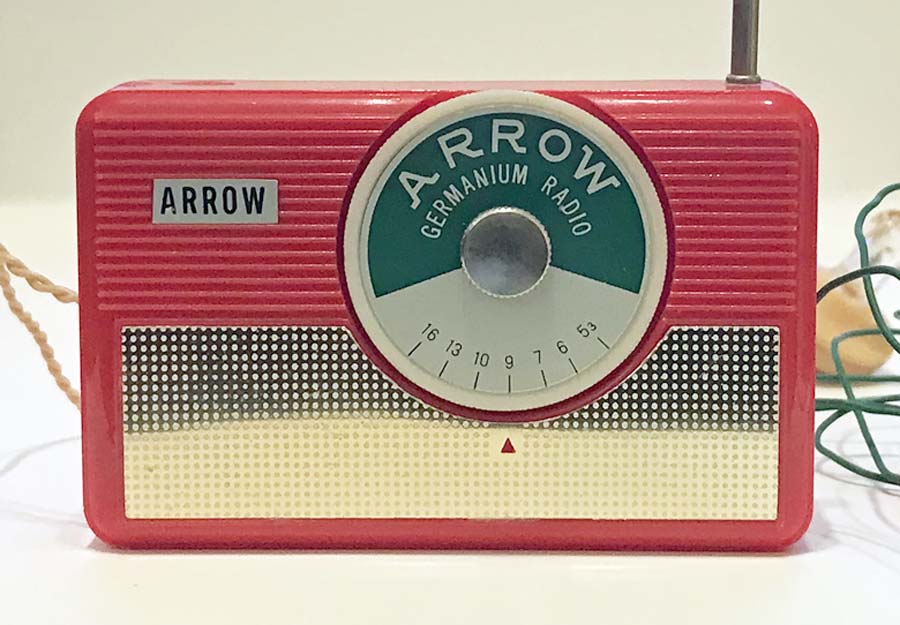 ARROW
ARROW
GERMANIUM RADIO
16 13 10 9 7 6 53